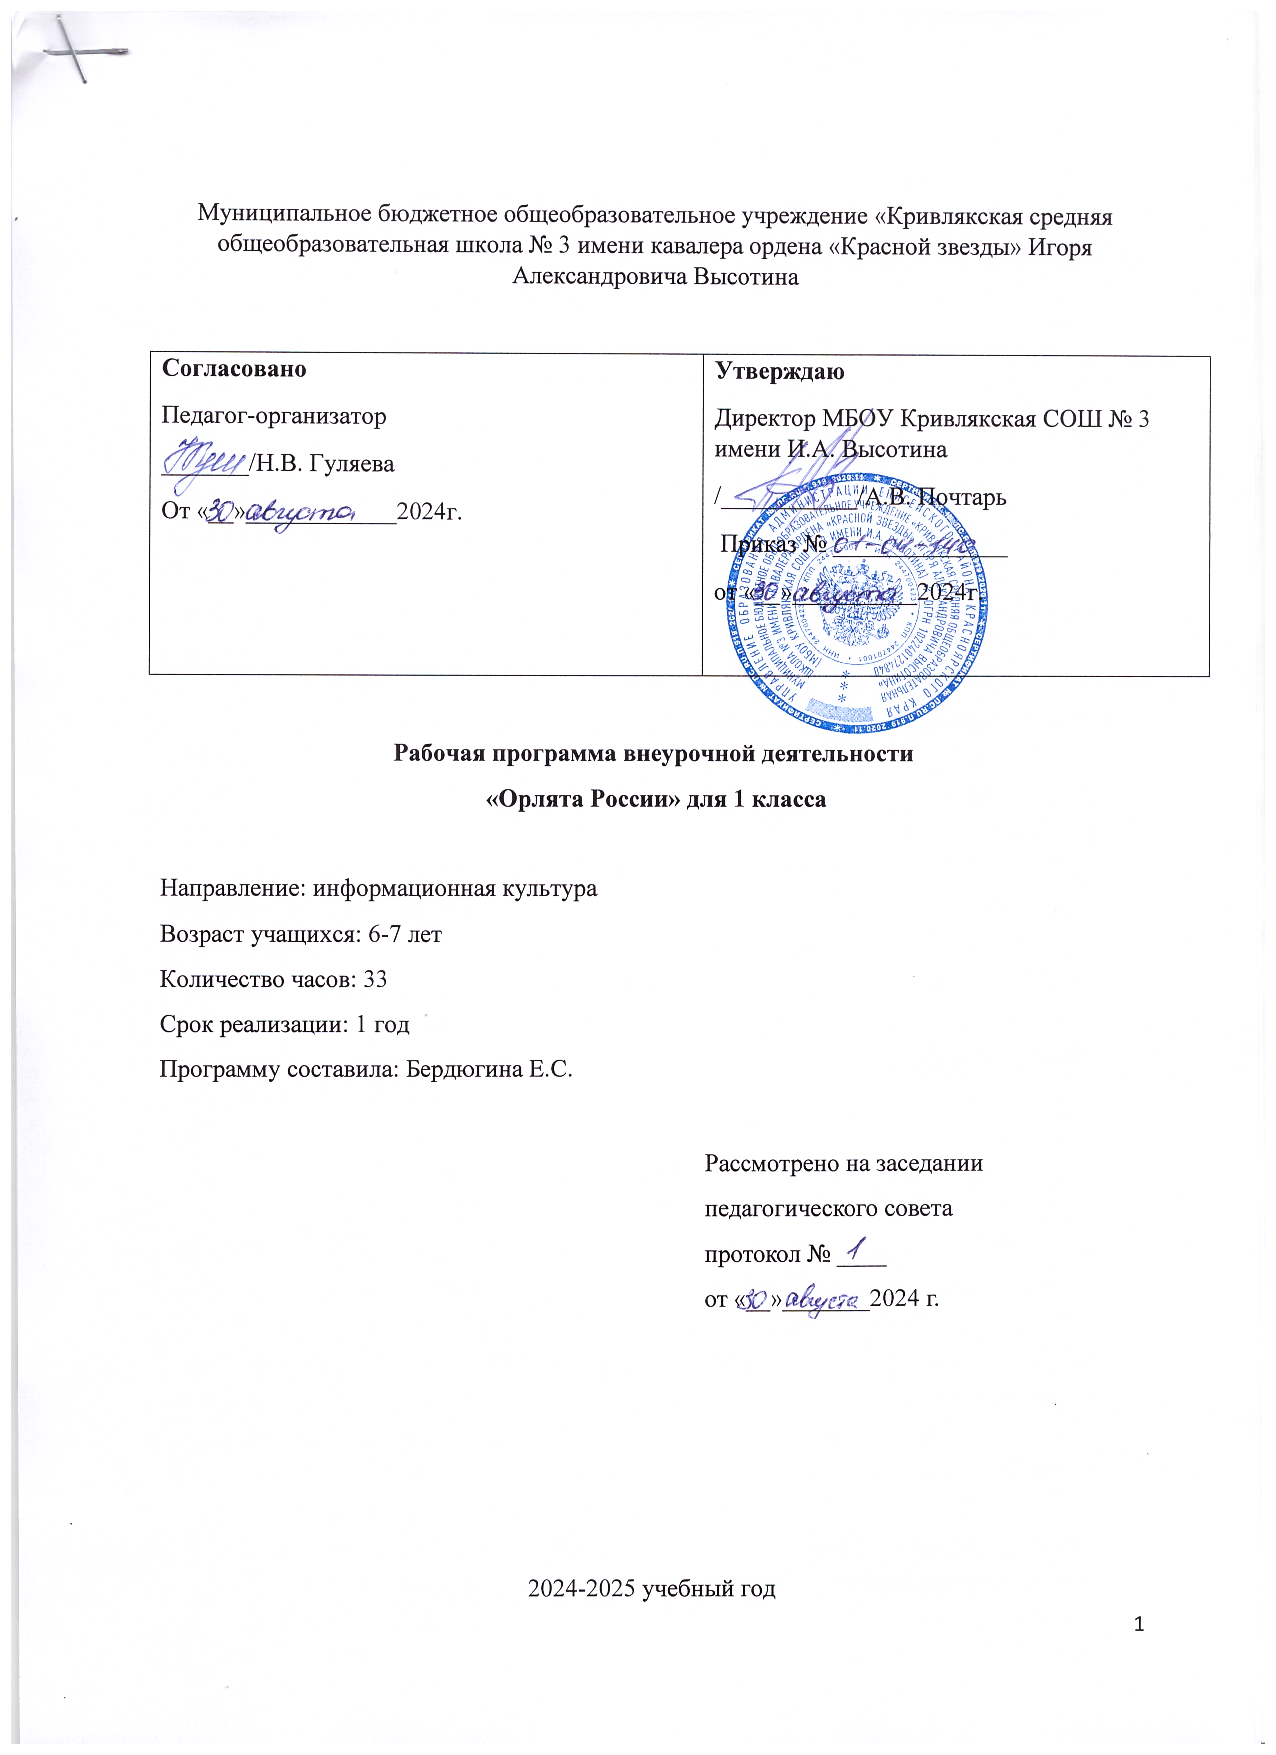 Муниципальное бюджетное общеобразовательное учреждение «Кривлякская средняя
общеобразовательная школа № 3 имени кавалера ордена «Красной звезды» Игоря
Александровича Высотина
Согласовано
Педагог-организатор
/Н.В. Гуляева
От «30»августа 2024г.
Утверждаю
Директор МБОУ Кривлякская СОШ № 3
имени И.А. Высотина
/ /А.В. Почтарь
Приказ №
от «30»августа 2024г
Рабочая программа внеурочной деятельности
«Орлята России» для 1 класса
Направление: информационная культура
Возраст учащихся: 6-7 лет
Количество часов: 33
Срок реализации: 1 год
Программу составила: Бердюгина Е.С.
Рассмотрено на заседании
педагогического совета
протокол № 1
от «30»августа 2024 г.
2024-2025 учебный год
1